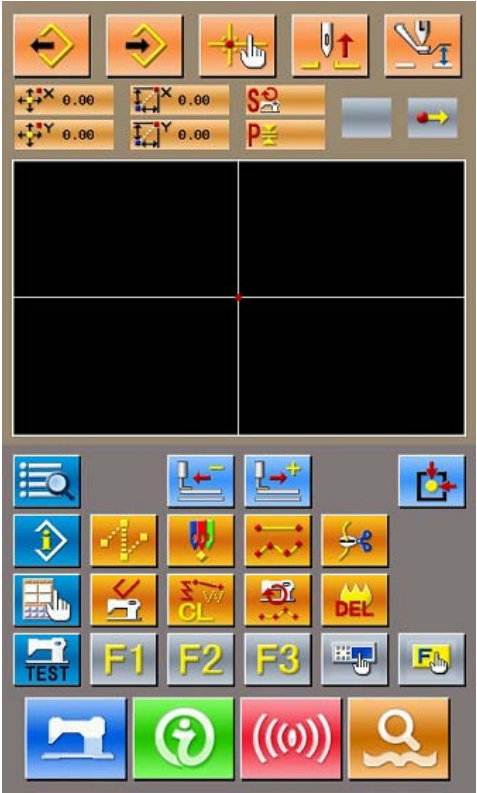 X 0.00 X 0.00 S
Y 0.00 Y 0.00 P
i
CL DEL
TEST F1 F2 F3 F
i